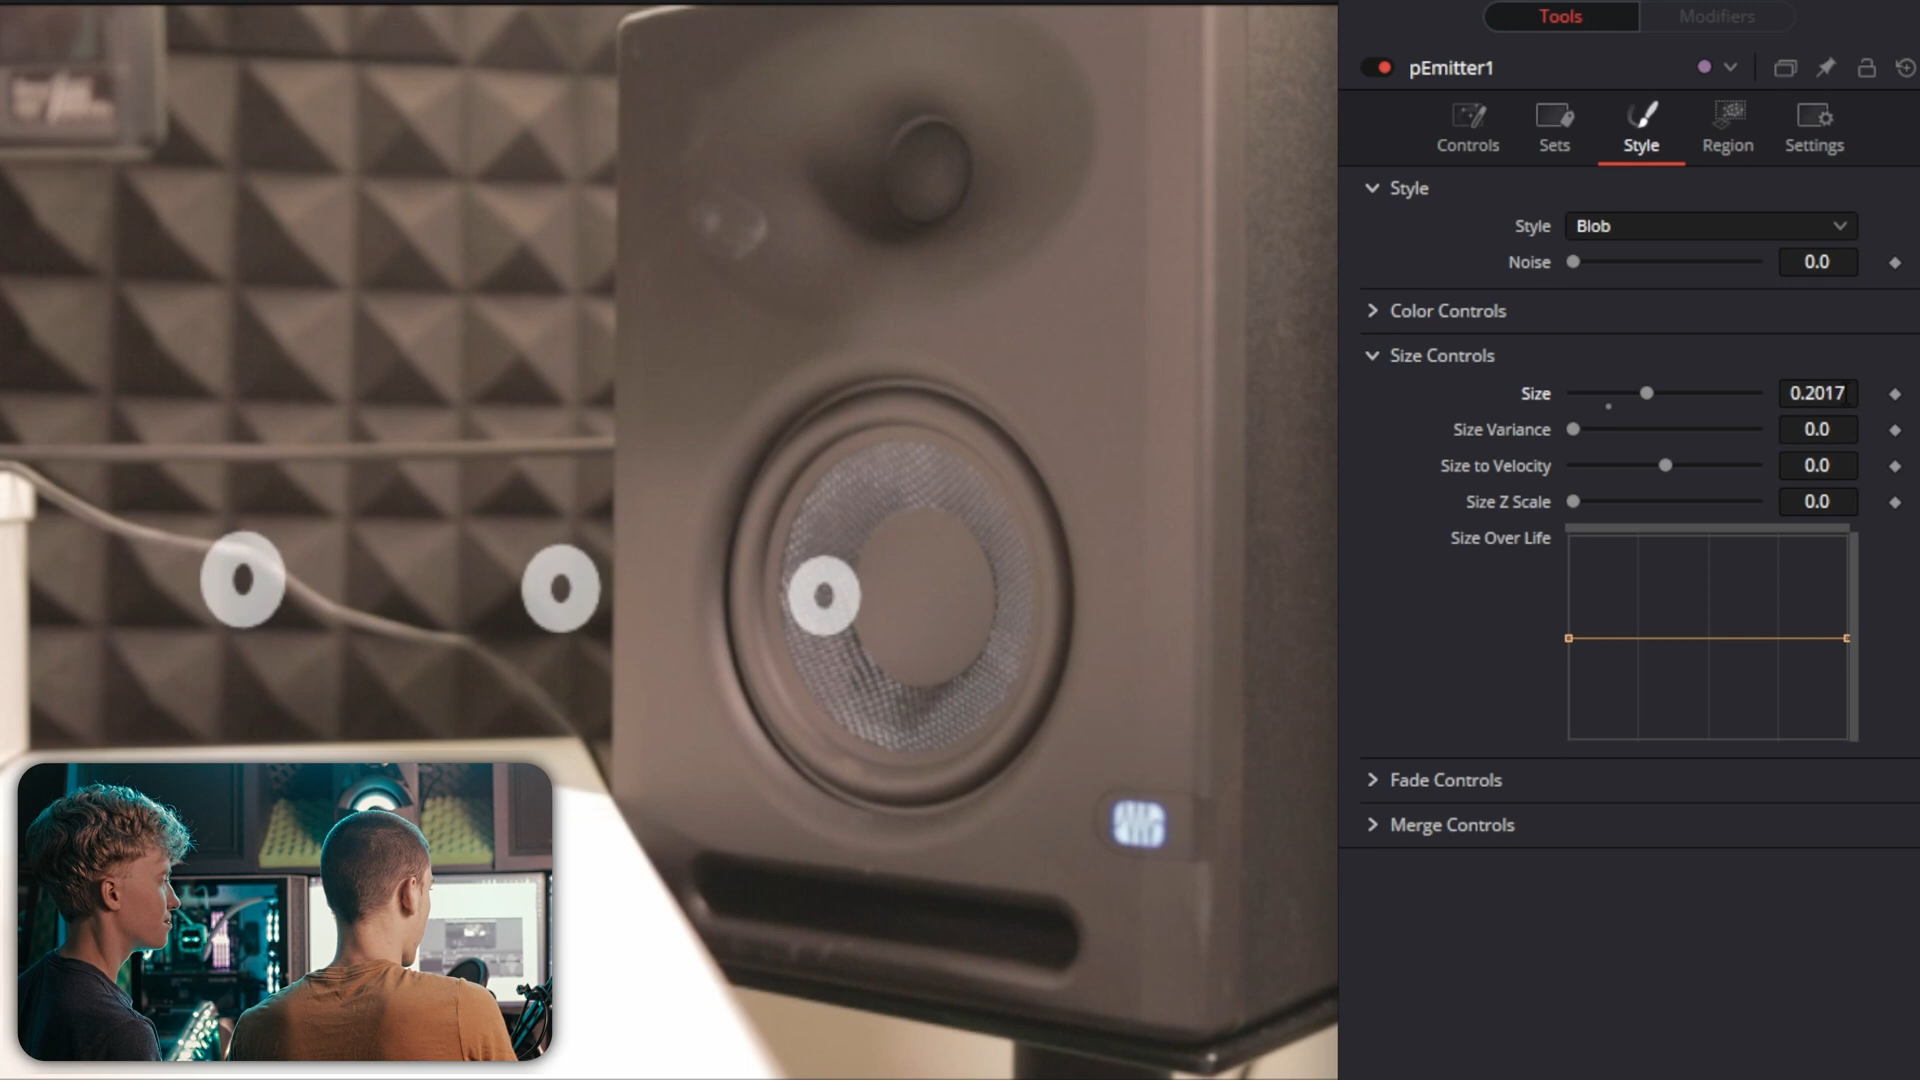 Tools Modifiers
pEmitter1
Controls Sets Style Region Settings
Style
Style Blob
Noise 0.0
Color Controls
Size Controls
Size 0.2017
Size Variance 0.0
Size to Velocity 0.0
Size Z Scale 0.0
Size Over Life
Fade Controls
Merge Controls